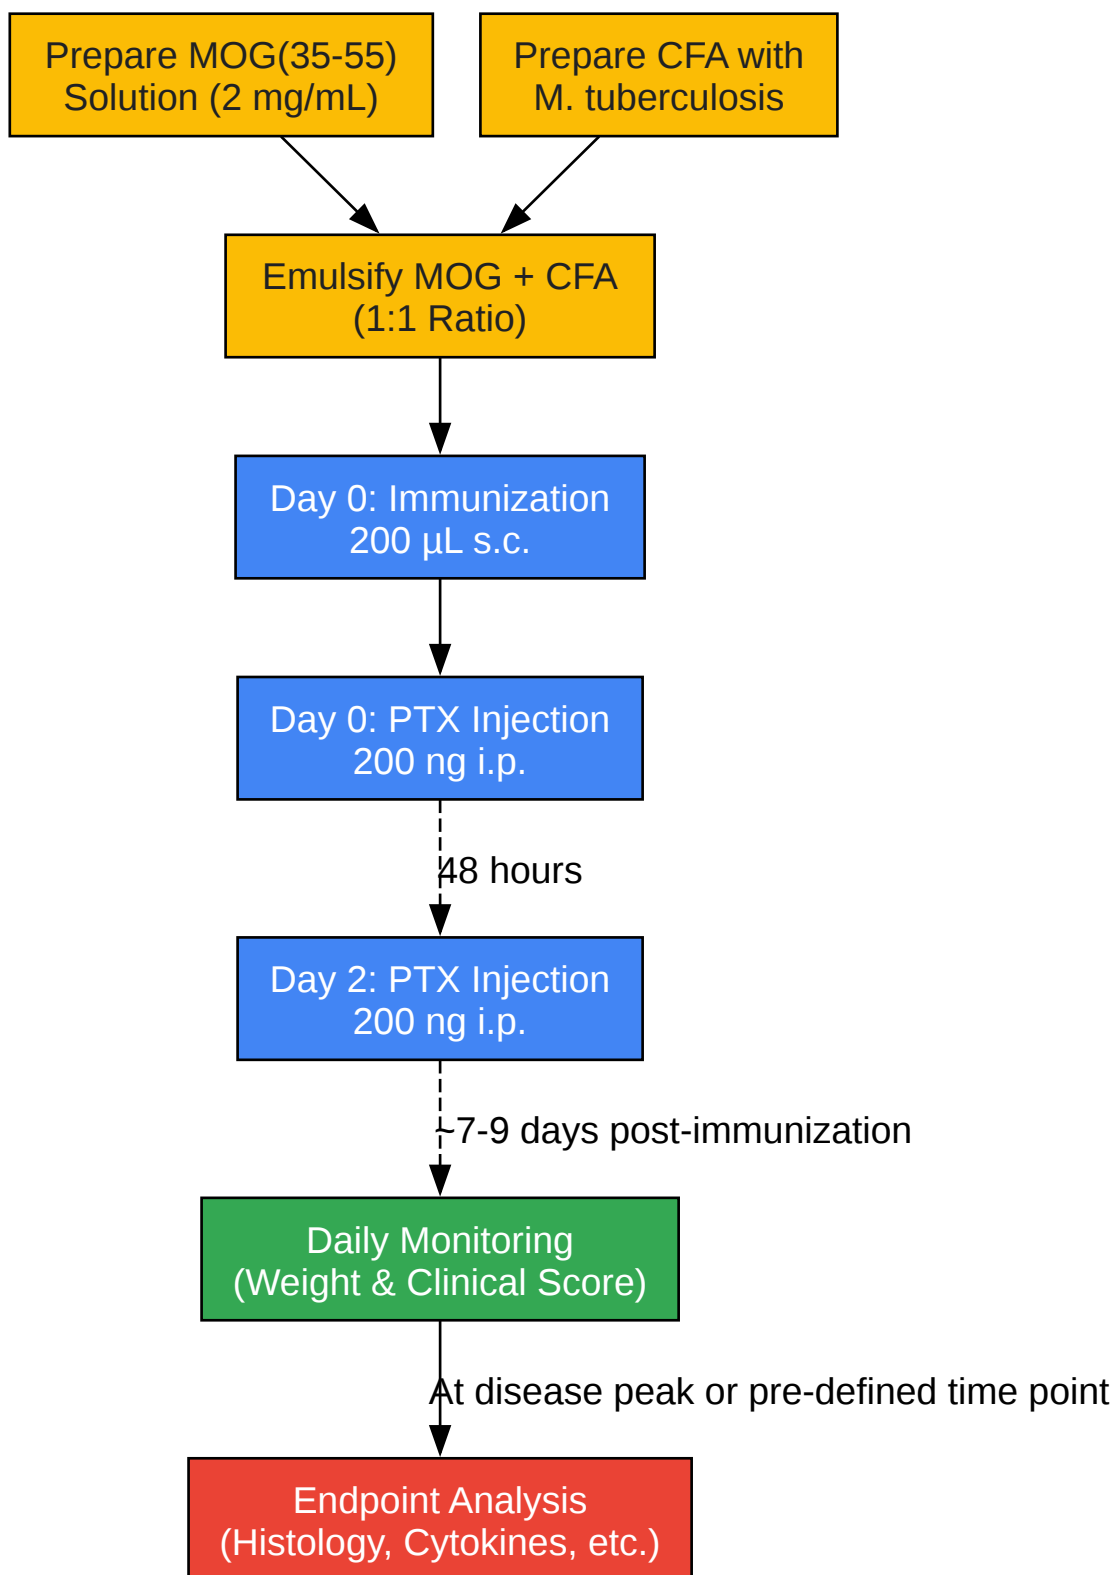 Prepare MOG(35-55)
Solution (2 mg/mL)
Prepare CFA with
M. tuberculosis
Emulsify MOG + CFA
(1:1 Ratio)
Day 0: Immunization
200 µL s.c.
Day 0: PTX Injection
200 ng i.p.
48 hours
Day 2: PTX Injection
200 ng i.p.
~7-9 days post-immunization
Daily Monitoring
(Weight & Clinical Score)
At disease peak or pre-defined time point
Endpoint Analysis
(Histology, Cytokines, etc.)